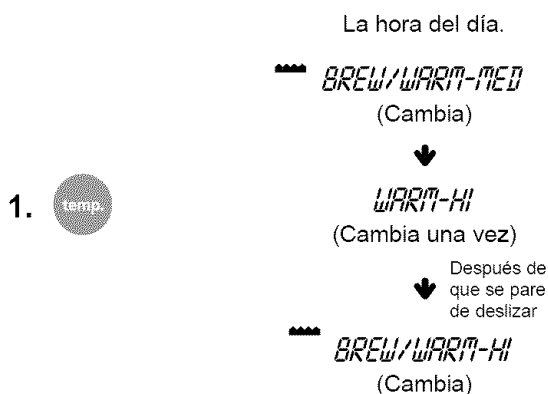 La hora del día.
BREW/WARM-MED
(Cambia)
1. temp.
WARM-HI
(Cambia una vez)
Después de
que se pare
de deslizar
BREW/WARM-HI
(Cambia)